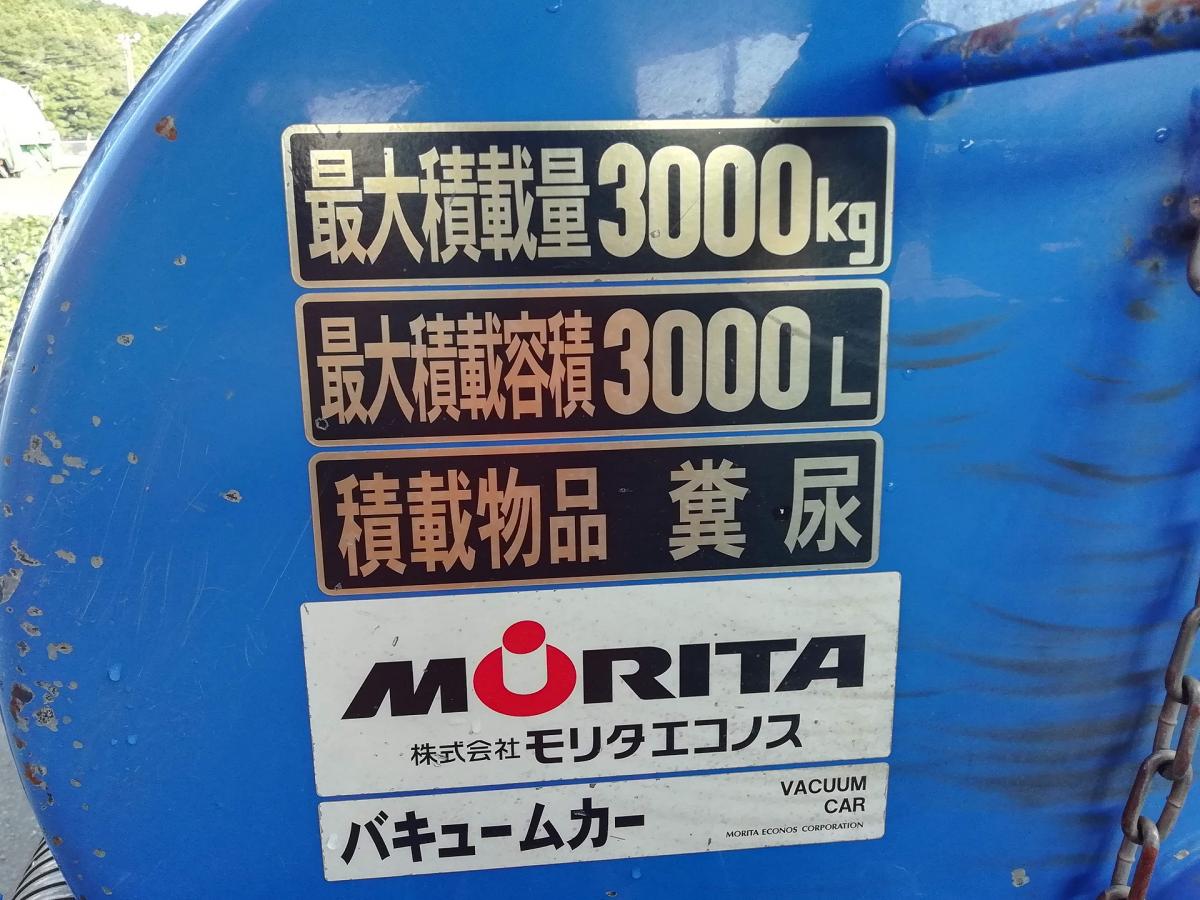 最大積載量3000kg
最大積載容積3000L
積載物品 糞尿
MORITA
株式会社モリタエコノス
バキュームカー
VACUUM
CAR
MORITA ECONOS CORPORATION